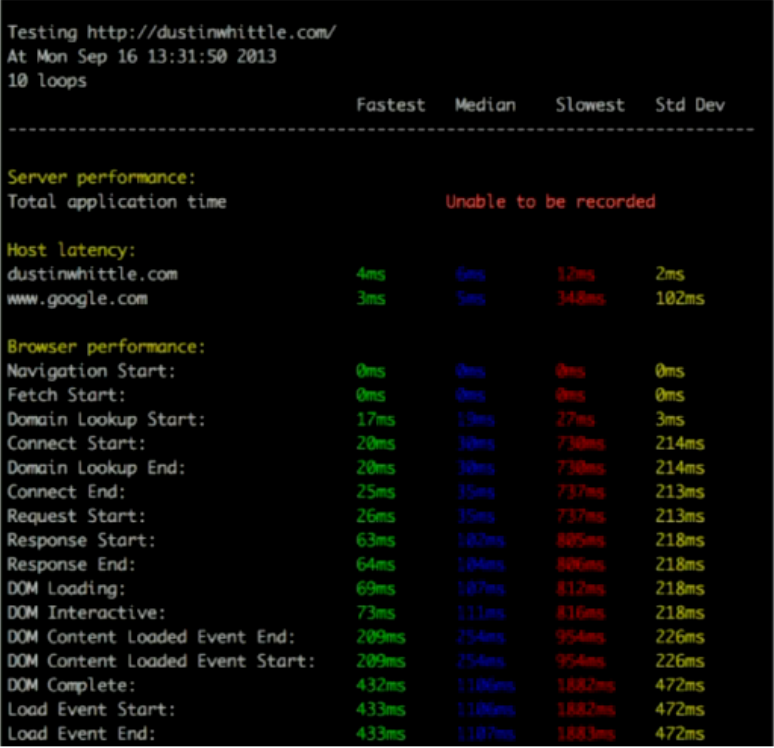 Testing http://dustinwhittle.com/
At Mon Sep 16 13:31:50 2013
10 loops
Fastest Median Slowest Std Dev
------------------------------------------------------------------------
Server performance:
Total application time Unable to be recorded
Host latency:
dustinwhittle.com 4ms 6ms 12ms 2ms
www.google.com 3ms 5ms 348ms 102ms
Browser performance:
Navigation Start: 0ms 0ms 0ms 0ms
Fetch Start: 0ms 0ms 0ms 0ms
Domain Lookup Start: 17ms 19ms 27ms 3ms
Connect Start: 20ms 30ms 730ms 214ms
Domain Lookup End: 20ms 30ms 730ms 214ms
Connect End: 25ms 35ms 737ms 213ms
Request Start: 26ms 35ms 737ms 213ms
Response Start: 63ms 102ms 805ms 218ms
Response End: 64ms 104ms 806ms 218ms
DOM Loading: 69ms 107ms 812ms 218ms
DOM Interactive: 73ms 111ms 816ms 218ms
DOM Content Loaded Event End: 209ms 254ms 954ms 226ms
DOM Content Loaded Event Start: 209ms 254ms 954ms 226ms
DOM Complete: 432ms 1106ms 1882ms 472ms
Load Event Start: 433ms 1106ms 1882ms 472ms
Load Event End: 433ms 1107ms 1883ms 472ms